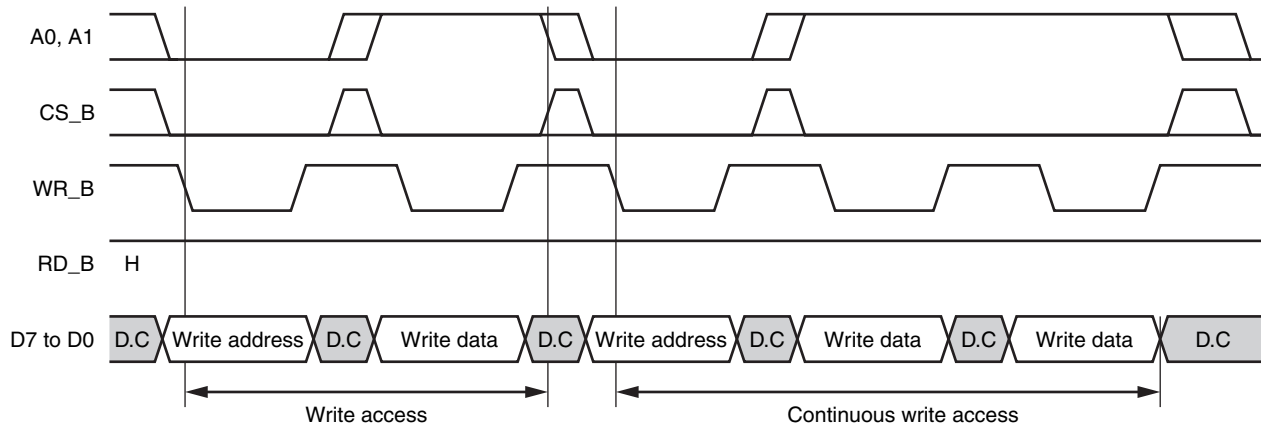 A0, A1
CS_B
WR_B
RD_B H
D7 to D0 D.C Write address D.C Write data D.C Write address D.C Write data D.C Write data D.C
Write access Continuous write access